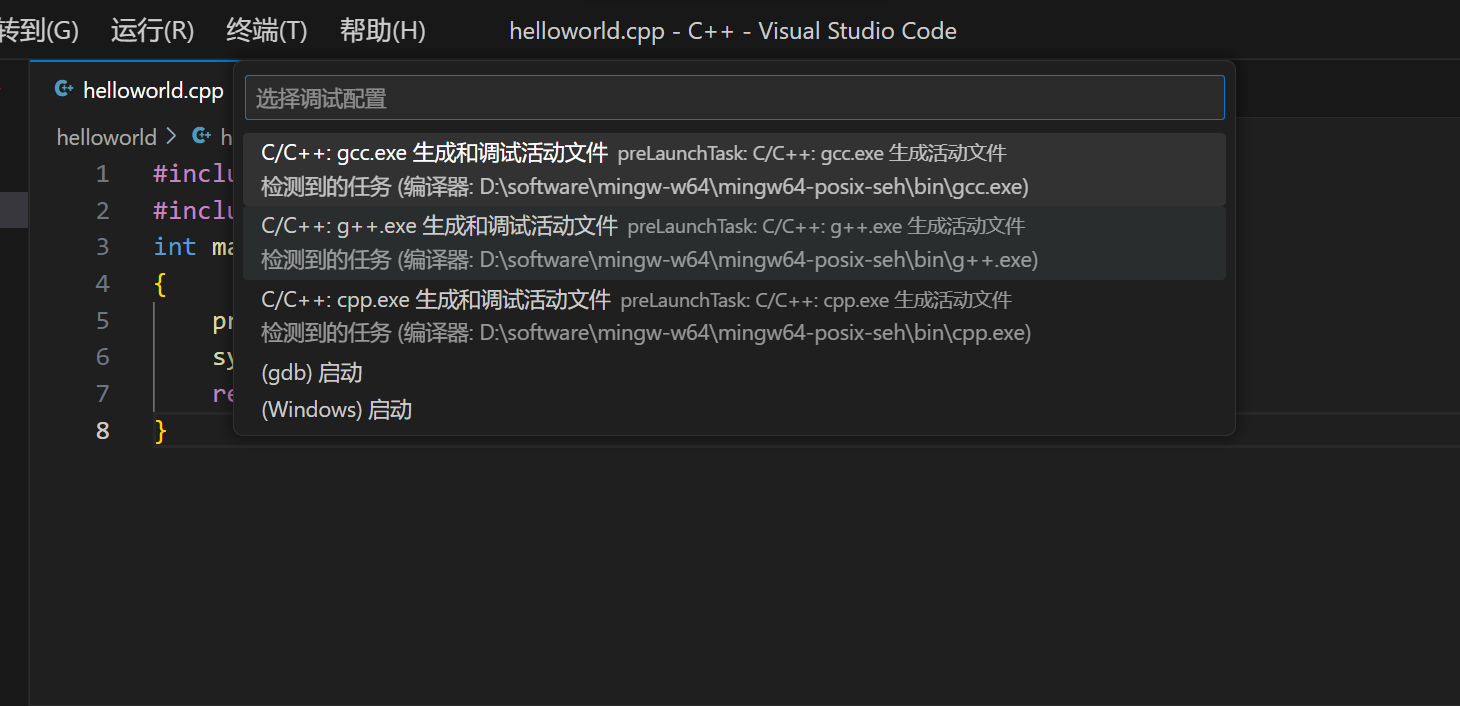 转到(G) 运行(R) 终端(T) 帮助(H) helloworld.cpp - C++ - Visual Studio Code
helloworld.cpp
选择调试配置
helloworld > h
C/C++: gcc.exe 生成和调试活动文件 preLaunchTask: C/C++: gcc.exe 生成活动文件
检测到的任务 (编译器: D:\software\mingw-w64\mingw64-posix-seh\bin\gcc.exe)
C/C++: g++.exe 生成和调试活动文件 preLaunchTask: C/C++: g++.exe 生成活动文件
检测到的任务 (编译器: D:\software\mingw-w64\mingw64-posix-seh\bin\g++.exe)
C/C++: cpp.exe 生成和调试活动文件 preLaunchTask: C/C++: cpp.exe 生成活动文件
检测到的任务 (编译器: D:\software\mingw-w64\mingw64-posix-seh\bin\cpp.exe)
(gdb) 启动
(Windows) 启动
1 #inclu
2 #inclu
3 int ma
4 {
5 pr
6 sy
7 re
8 }